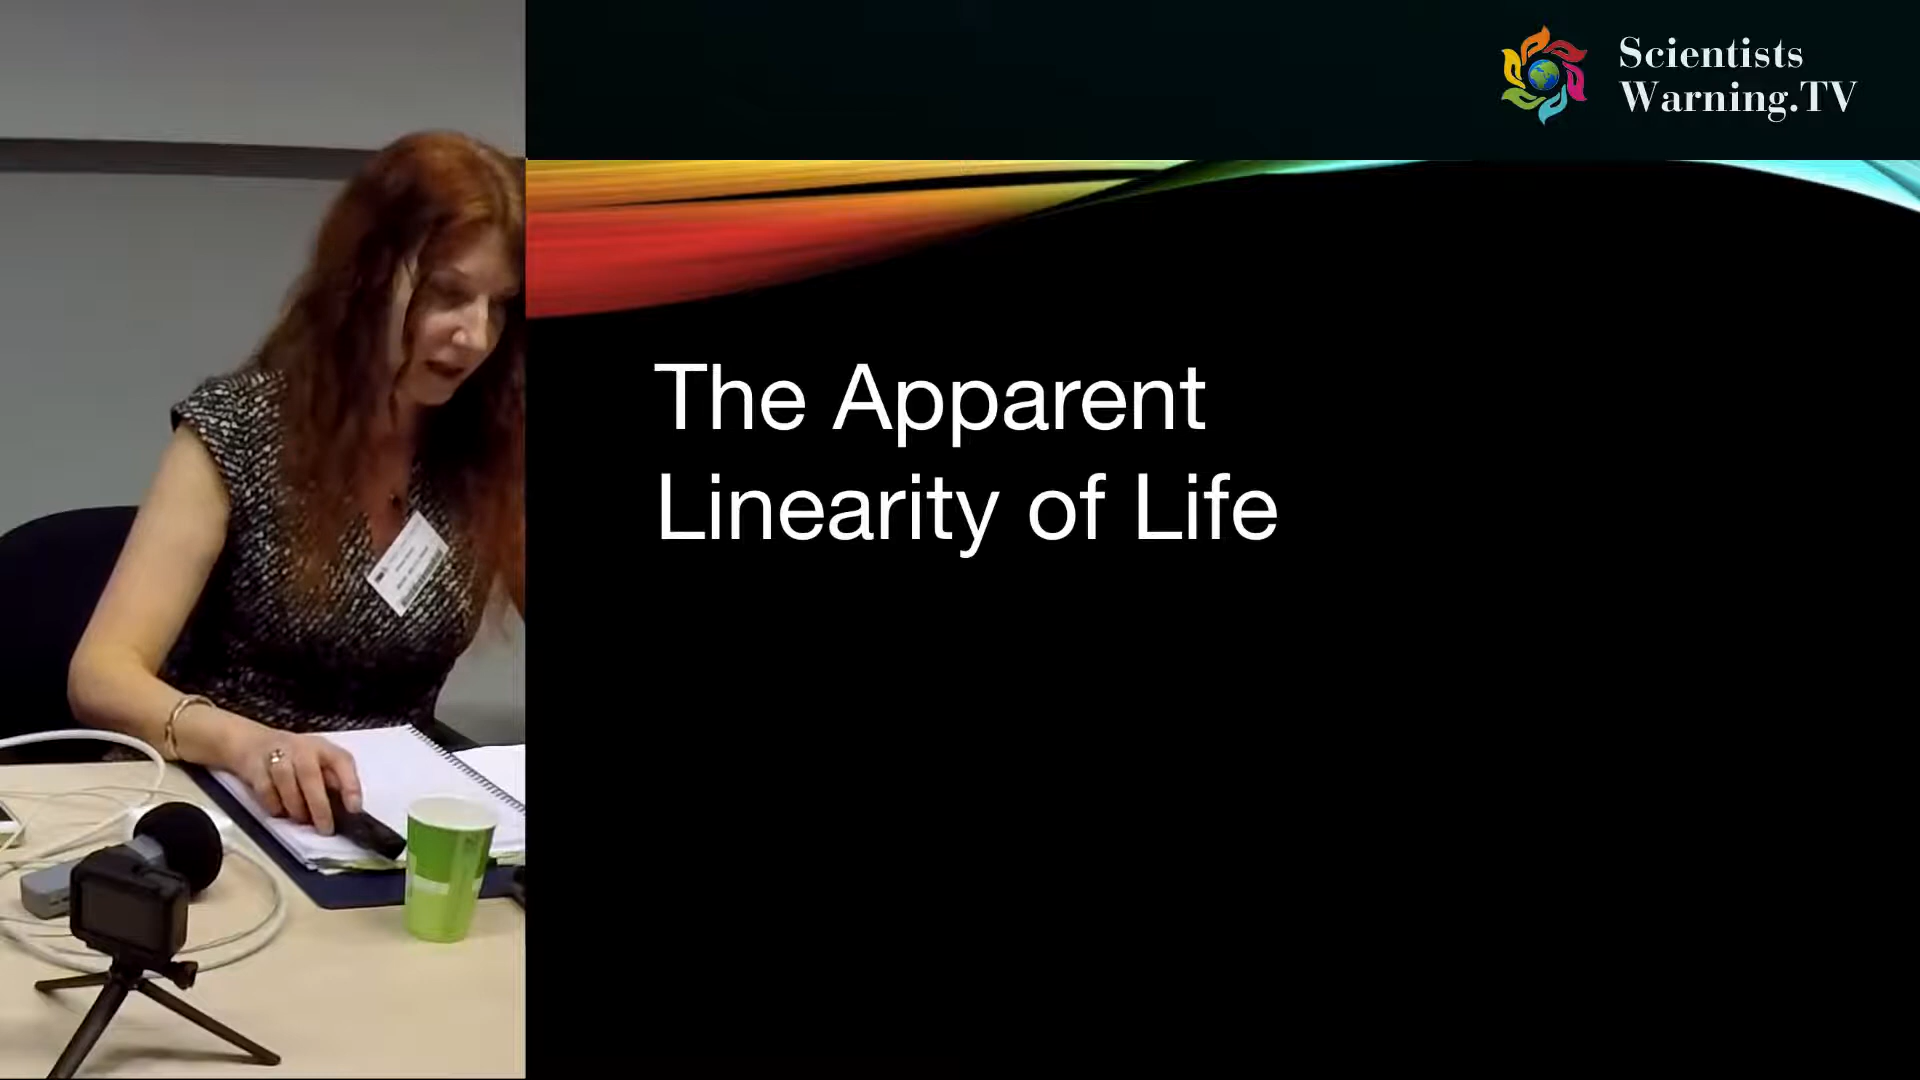 Scientists
Warning.TV
The Apparent
Linearity of Life